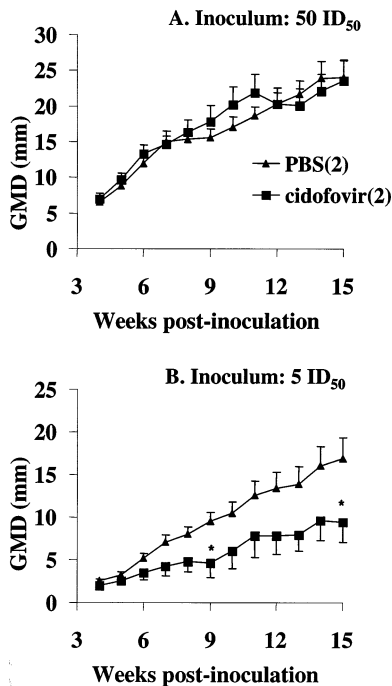 A. Inoculum: 50 ID50
30
25
20
15
10
5
0
GMD (mm)
PBS(2)
cidofovir(2)
3 6 9 12 15
Weeks post-inoculation
B. Inoculum: 5 ID50
25
20
15
10
5
0
GMD (mm)
*
*
3 6 9 12 15
Weeks post-inoculation